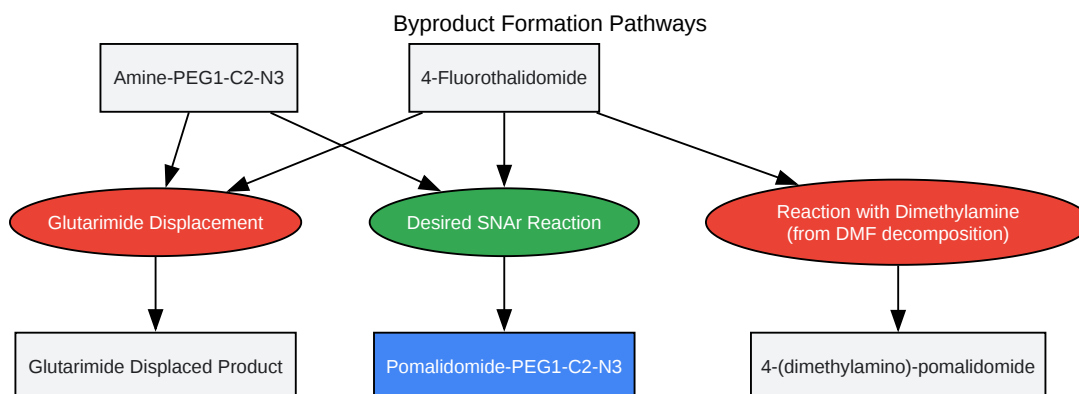 Byproduct Formation Pathways
Amine-PEG1-C2-N3
4-Fluorothalidomide
Glutarimide Displacement
Desired SNAr Reaction
Reaction with Dimethylamine
(from DMF decomposition)
Glutarimide Displaced Product
Pomalidomide-PEG1-C2-N3
4-(dimethylamino)-pomalidomide